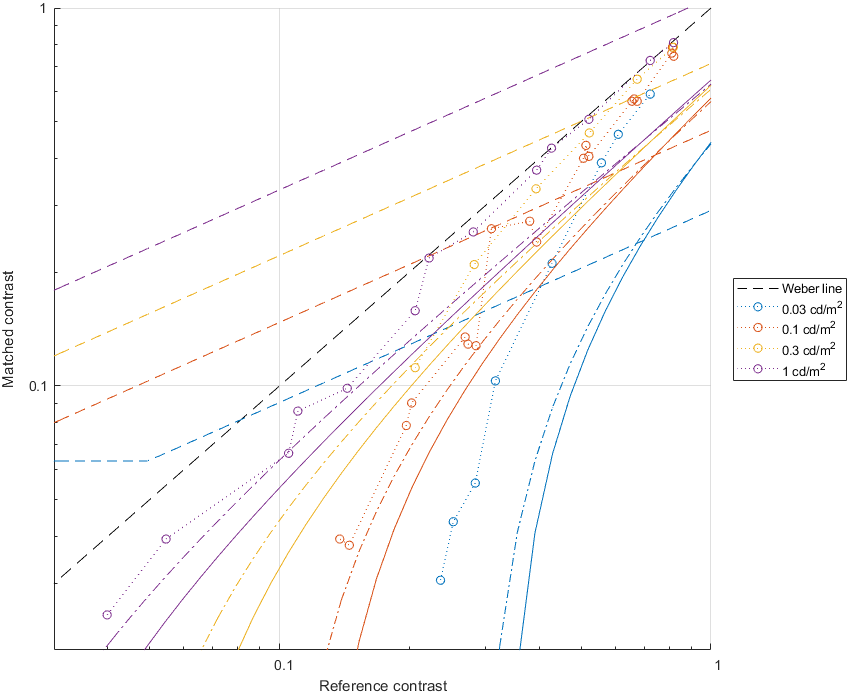 1
Matched contrast
0.1
0.1
1
Reference contrast
Weber line
0.03 cd/m²
0.1 cd/m²
0.3 cd/m²
1 cd/m²